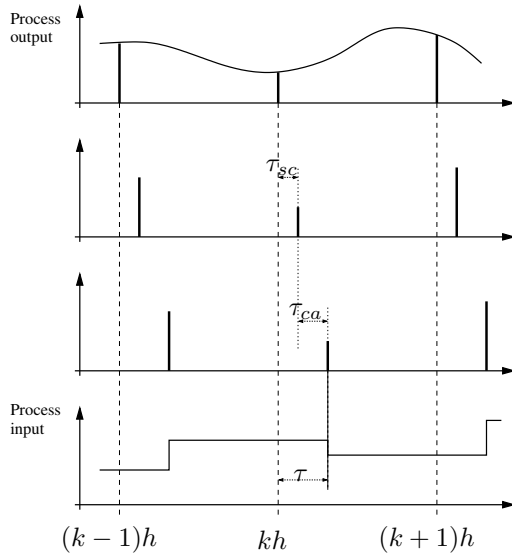 Process
output
τsc
τca
Process
input
τ
(k − 1)h
kh
(k + 1)h